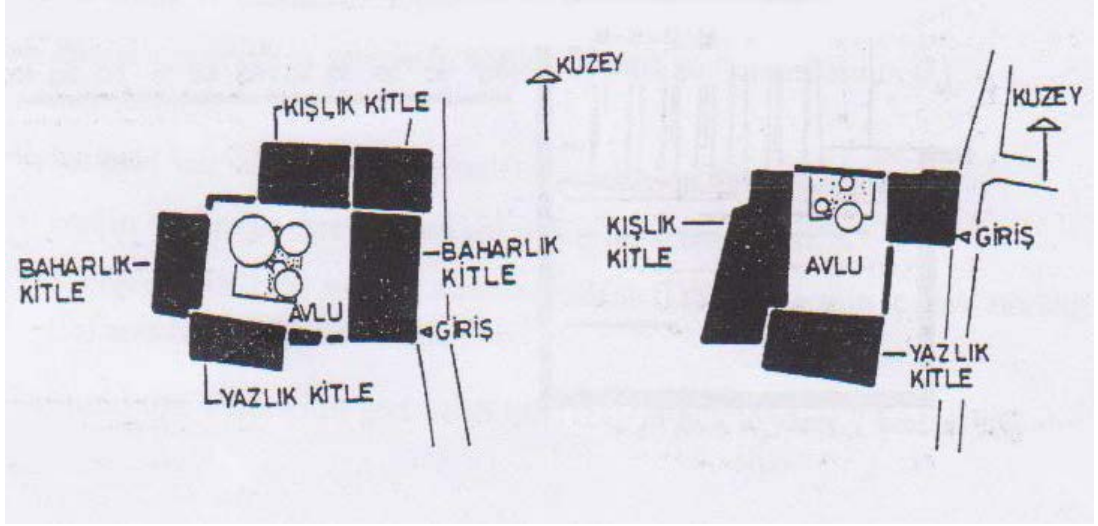 KUZEY
KIŞLIK KİTLE
BAHARLIK
KİTLE
BAHARLIK
KİTLE
AVLU
GİRİŞ
YAZLIK KİTLE
KUZEY
KIŞLIK
KİTLE
AVLU
GİRİŞ
YAZLIK
KİTLE